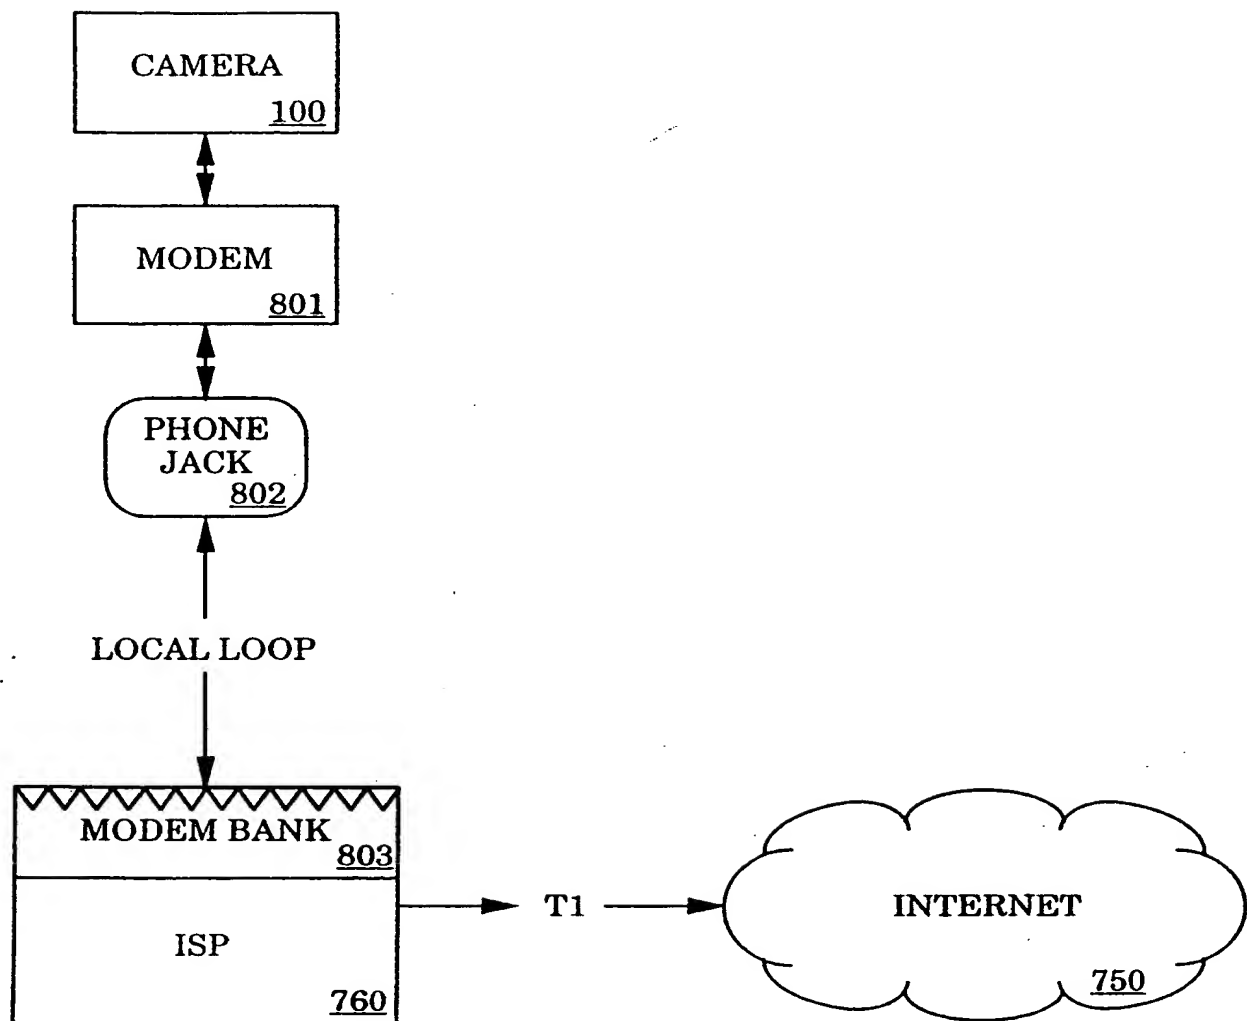 CAMERA
100
MODEM
801
PHONE
JACK
802
LOCAL LOOP
MODEM BANK
803
ISP
760
T1
INTERNET
750